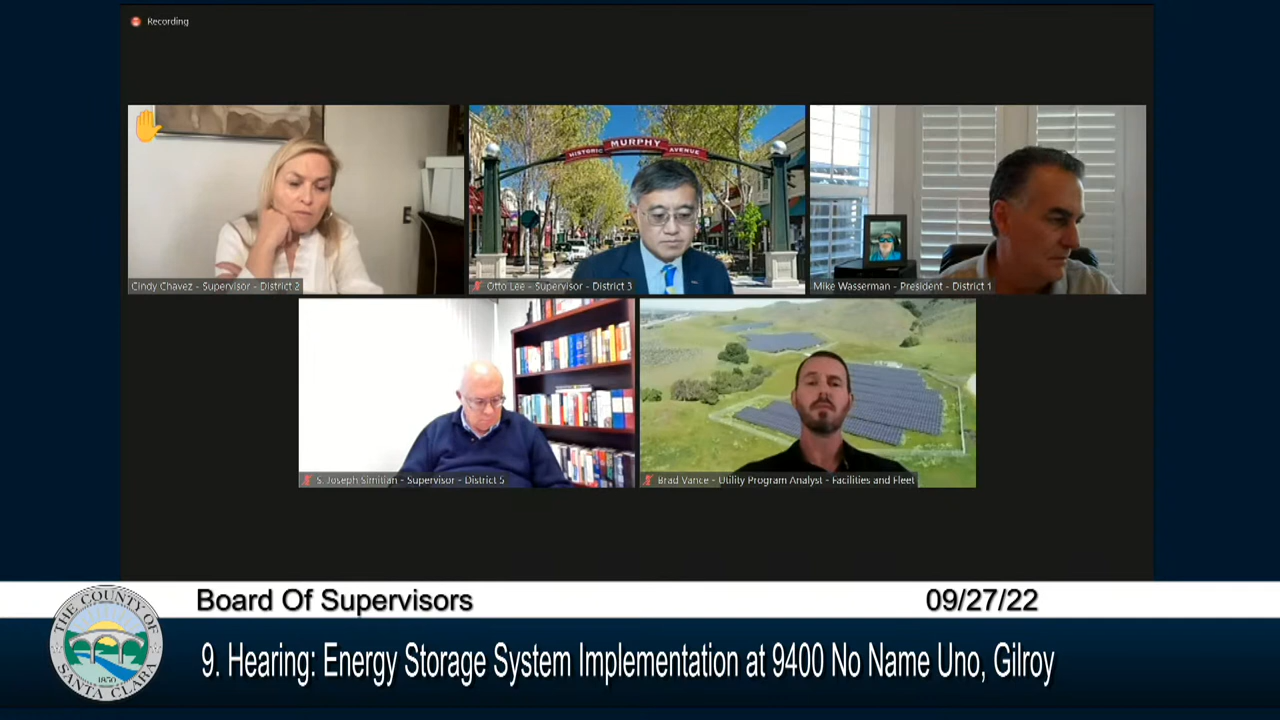 Recording
HISTORIC MURPHY AVENUE
Cindy Chavez - Supervisor - District 2
Otto Lee - Supervisor - District 3
Mike Wasserman - President - District 1
S. Joseph Simitian - Supervisor - District 5
Brad Vance - Utility Program Analyst - Facilities and Fleet
Board Of Supervisors
09/27/22
THE COUNTY OF
SANTA CLARA
1850
9. Hearing: Energy Storage System Implementation at 9400 No Name Uno, Gilroy